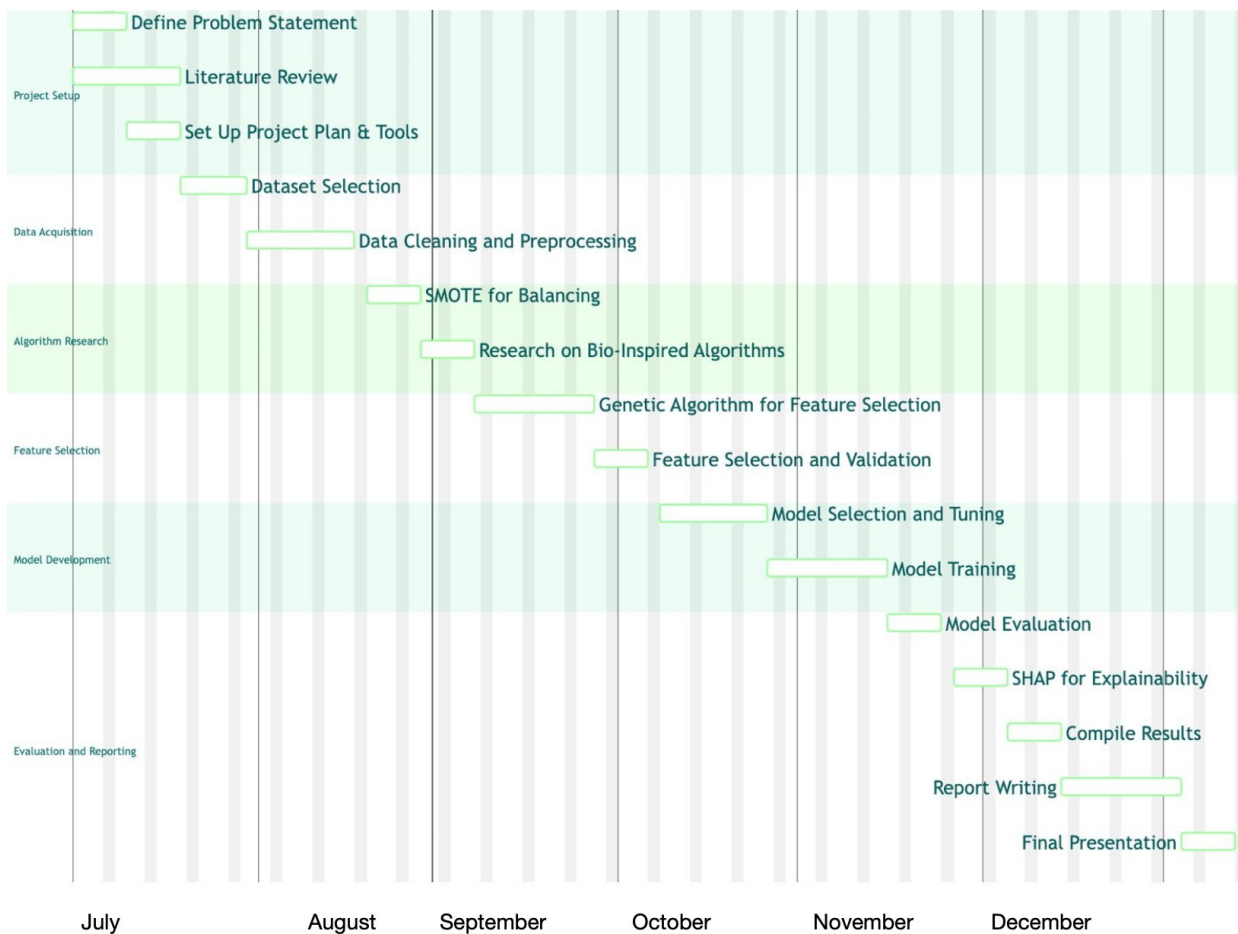 Define Problem Statement
Literature Review
Project Setup
Set Up Project Plan & Tools
Dataset Selection
Data Acquisition
Data Cleaning and Preprocessing
SMOTE for Balancing
Algorithm Research
Research on Bio-Inspired Algorithms
Genetic Algorithm for Feature Selection
Feature Selection
Feature Selection and Validation
Model Selection and Tuning
Model Development
Model Training
Model Evaluation
SHAP for Explainability
Compile Results
Evaluation and Reporting
Report Writing
Final Presentation
July August September October November December